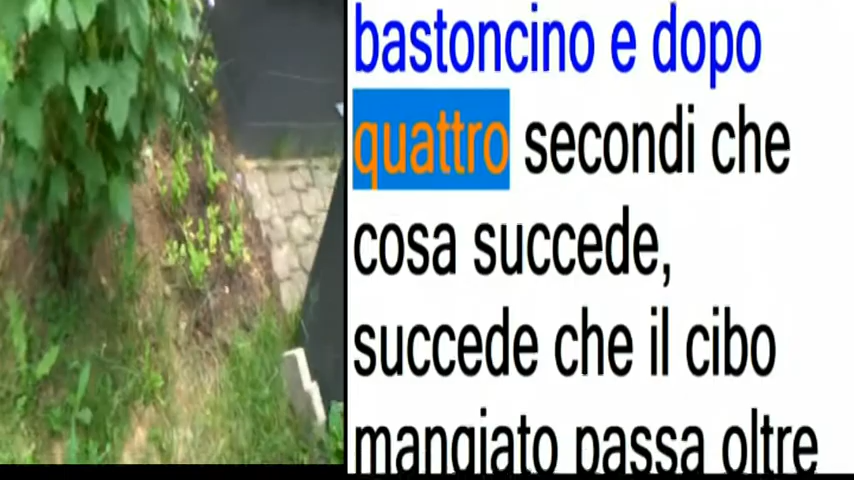 bastoncino e dopo
quattro secondi che
cosa succede,
succede che il cibo
mangiato passa oltre